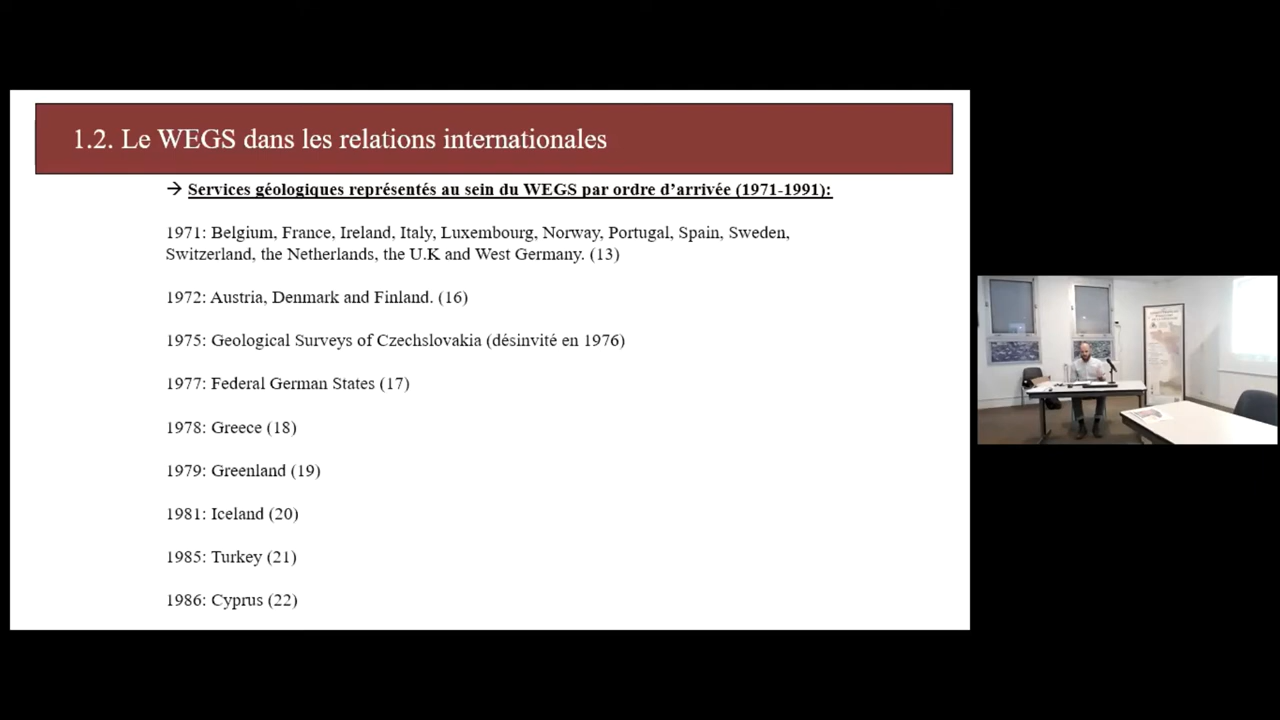 1.2. Le WEGS dans les relations internationales
→ Services géologiques représentés au sein du WEGS par ordre d’arrivée (1971-1991):
1971: Belgium, France, Ireland, Italy, Luxembourg, Norway, Portugal, Spain, Sweden,
Switzerland, the Netherlands, the U.K and West Germany. (13)
1972: Austria, Denmark and Finland. (16)
1975: Geological Surveys of Czechslovakia (désinvité en 1976)
1977: Federal German States (17)
1978: Greece (18)
1979: Greenland (19)
1981: Iceland (20)
1985: Turkey (21)
1986: Cyprus (22)